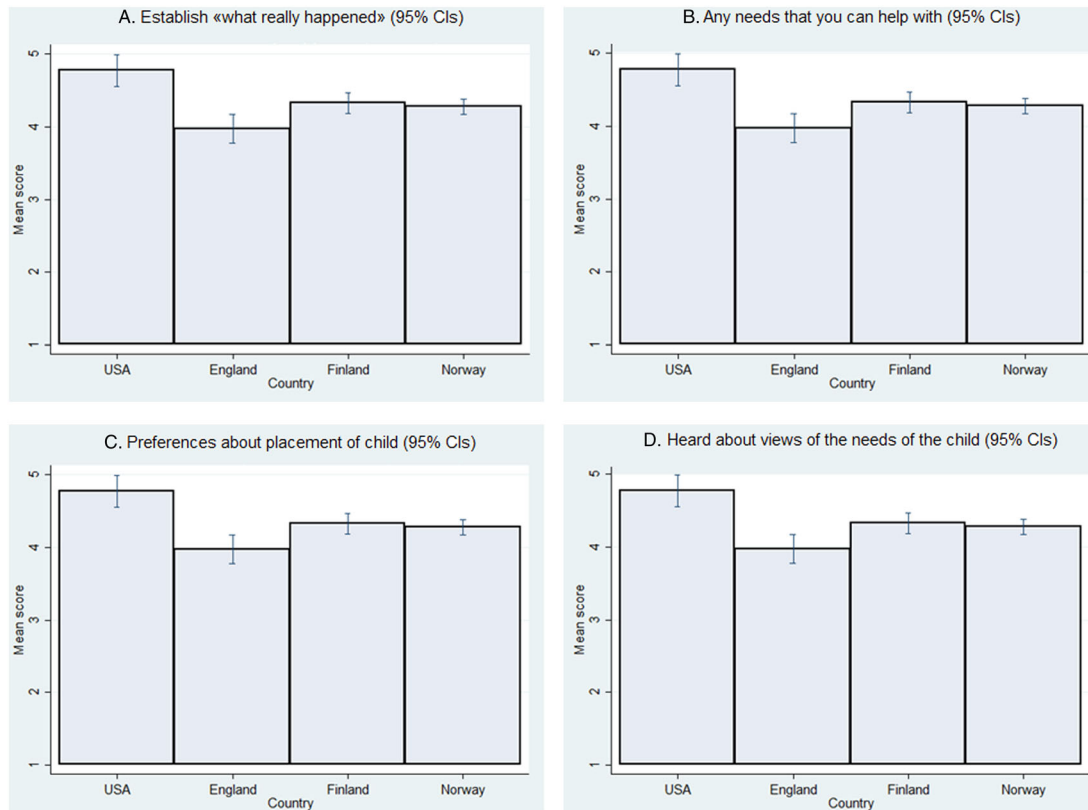 A. Establish «what really happened» (95% CIs)
Mean score
5
4
3
2
1
USA England Finland Norway
Country
B. Any needs that you can help with (95% CIs)
Mean score
5
4
3
2
1
USA England Finland Norway
Country
C. Preferences about placement of child (95% CIs)
Mean score
5
4
3
2
1
USA England Finland Norway
Country
D. Heard about views of the needs of the child (95% CIs)
Mean score
5
4
3
2
1
USA England Finland Norway
Country